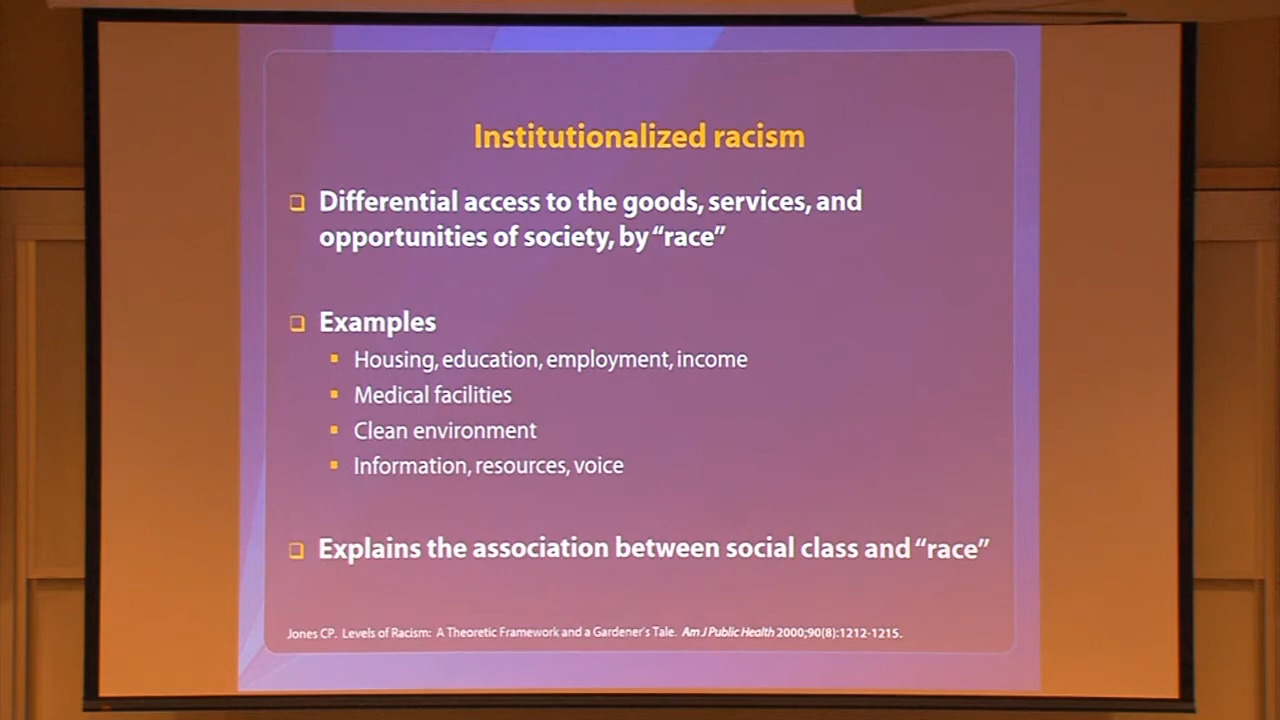 Institutionalized racism
Differential access to the goods, services, and
opportunities of society, by “race”
Examples
Housing, education, employment, income
Medical facilities
Clean environment
Information, resources, voice
Explains the association between social class and “race”
Jones CP. Levels of Racism: A Theoretic Framework and a Gardener's Tale. Am J Public Health 2000;90(8):1212-1215.